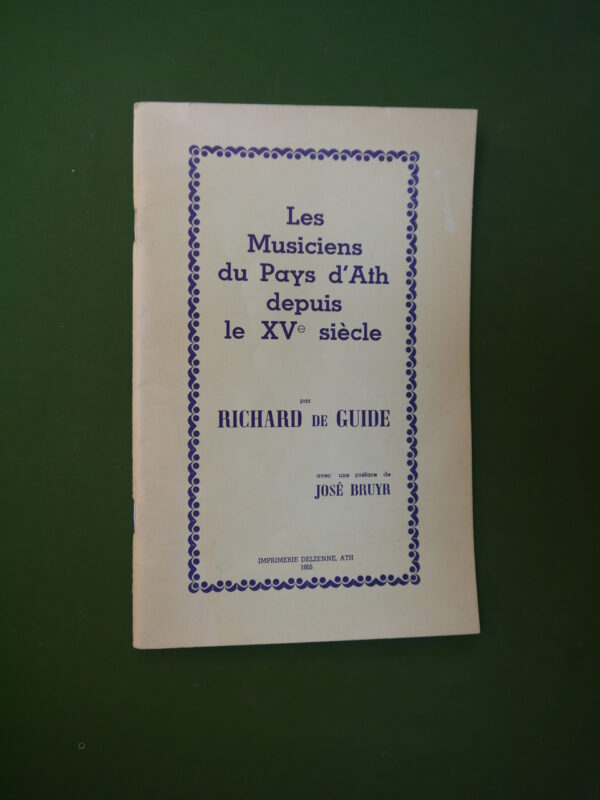 Les
Musiciens
du Pays d'Ath
depuis
le XVe siècle
par
RICHARD DE GUIDE
avec une préface de
JOSÉ BRUYR
IMPRIMERIE DELZENNE, ATH
1955